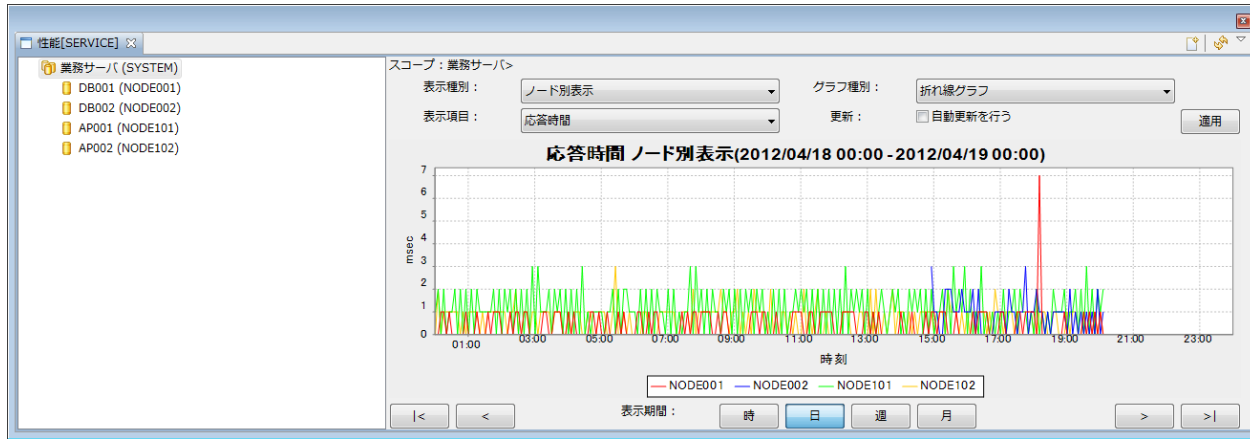 性能[SERVICE]
業務サーバ (SYSTEM)
DB001 (NODE001)
DB002 (NODE002)
AP001 (NODE101)
AP002 (NODE102)
スコープ：業務サーバ>
表示種別： ノード別表示 グラフ種別： 折れ線グラフ
表示項目： 応答時間 更新： 自動更新を行う 適用
応答時間 ノード別表示(2012/04/18 00:00 - 2012/04/19 00:00)
7
6
5
4
3
2
1
0
msec
01:00 03:00 05:00 07:00 09:00 11:00 13:00 15:00 17:00 19:00 21:00 23:00
時刻
NODE001 NODE002 NODE101 NODE102
|< < 表示期間： 時 日 週 月 > >|